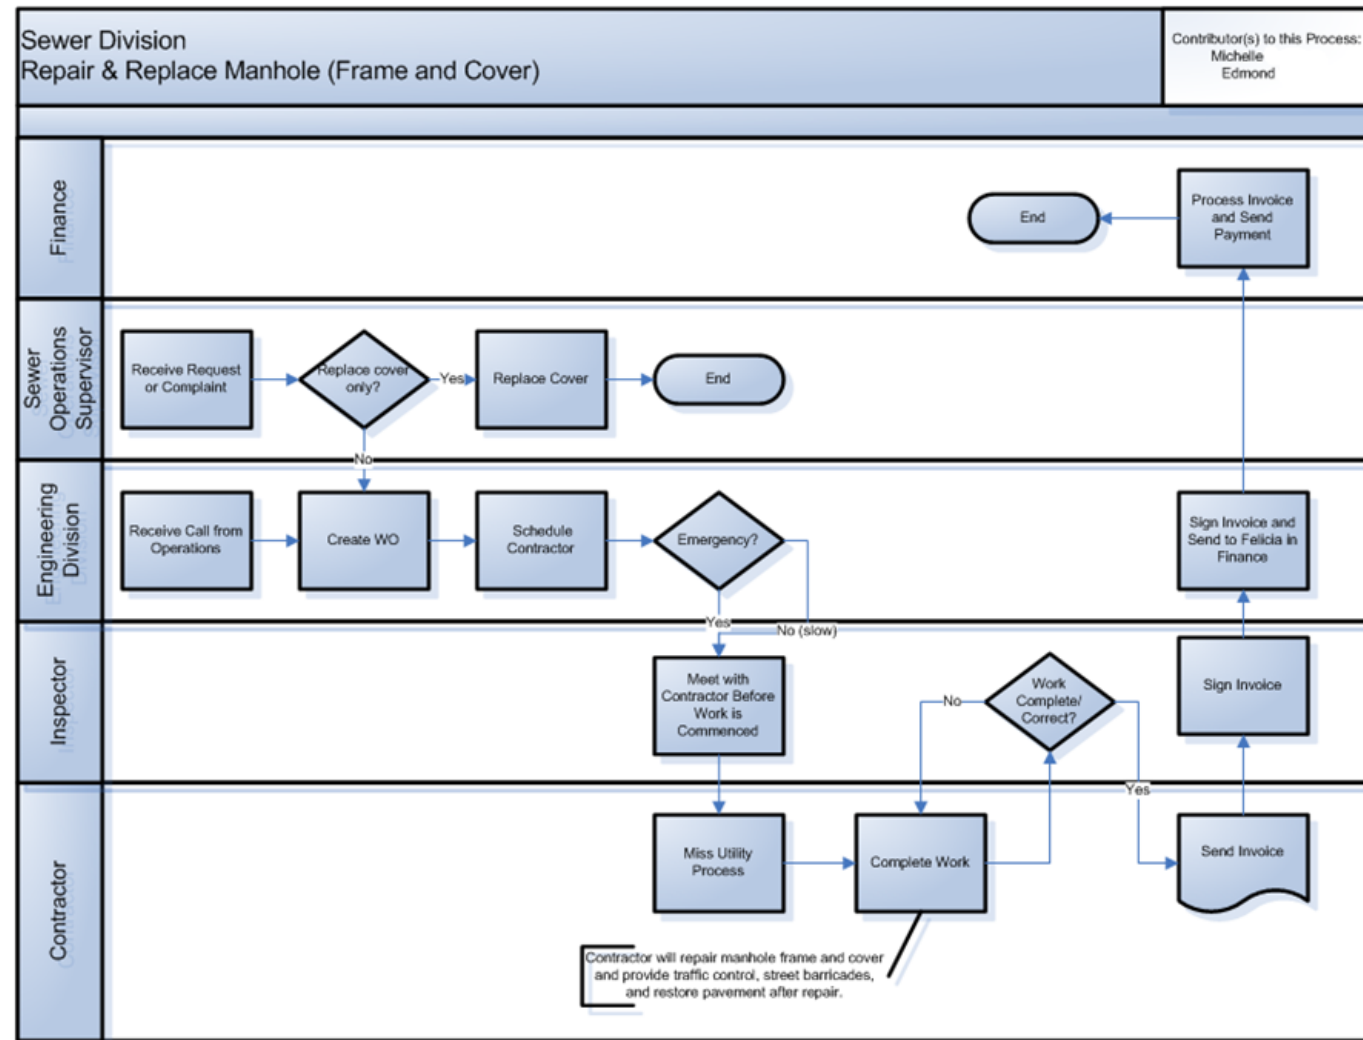 Sewer Division
Repair & Replace Manhole (Frame and Cover)
Contributor(s) to this Process:
Michelle
Edmond
Finance
End
Process Invoice
and Send
Payment
Sewer
Operations
Supervisor
Receive Request
or Complaint
Replace cover
only?
Yes
Replace Cover
End
No
Engineering
Division
Receive Call from
Operations
Create WO
Schedule
Contractor
Emergency?
Sign Invoice and
Send to Felicia in
Finance
Yes
No (slow)
Inspector
Meet with
Contractor Before
Work is
Commenced
No
Work
Complete/
Correct?
Sign Invoice
Yes
Contractor
Miss Utility
Process
Complete Work
Send Invoice
Contractor will repair manhole frame and cover
and provide traffic control, street barricades,
and restore pavement after repair.